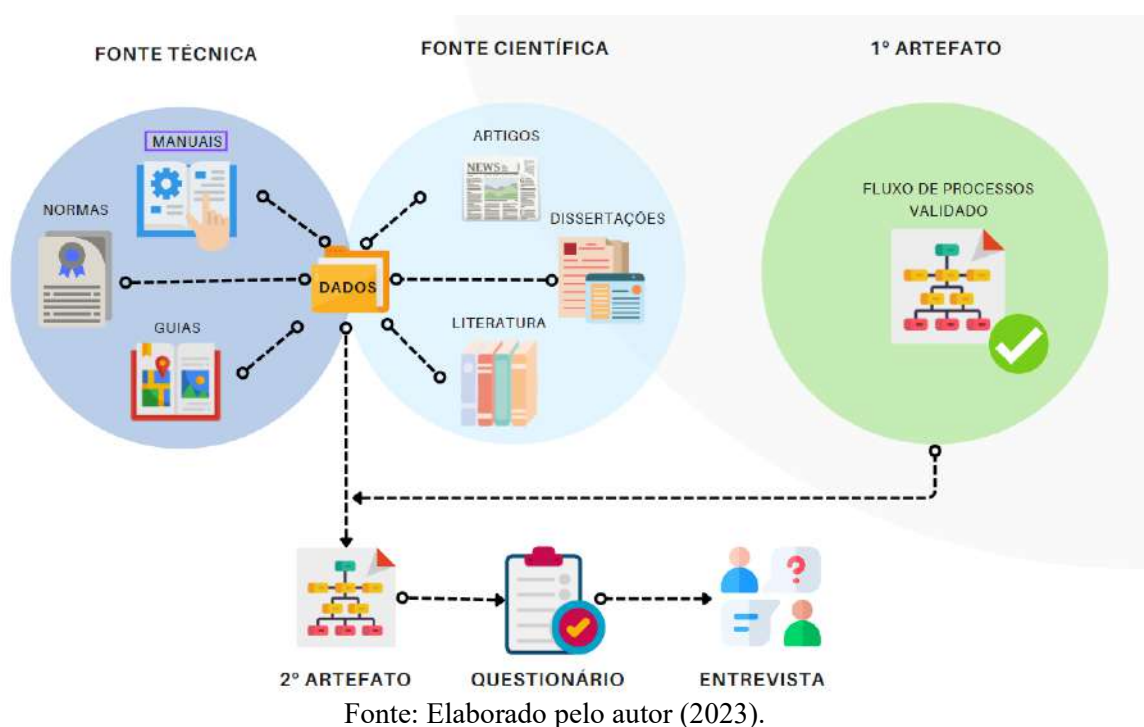 FONTE TÉCNICA
FONTE CIENTÍFICA
1º ARTEFATO
MANUAIS
NORMAS
GUIAS
DADOS
ARTIGOS
NEWS
DISSERTAÇÕES
LITERATURA
FLUXO DE PROCESSOS
VALIDADO
?
2º ARTEFATO
QUESTIONÁRIO
ENTREVISTA
Fonte: Elaborado pelo autor (2023).